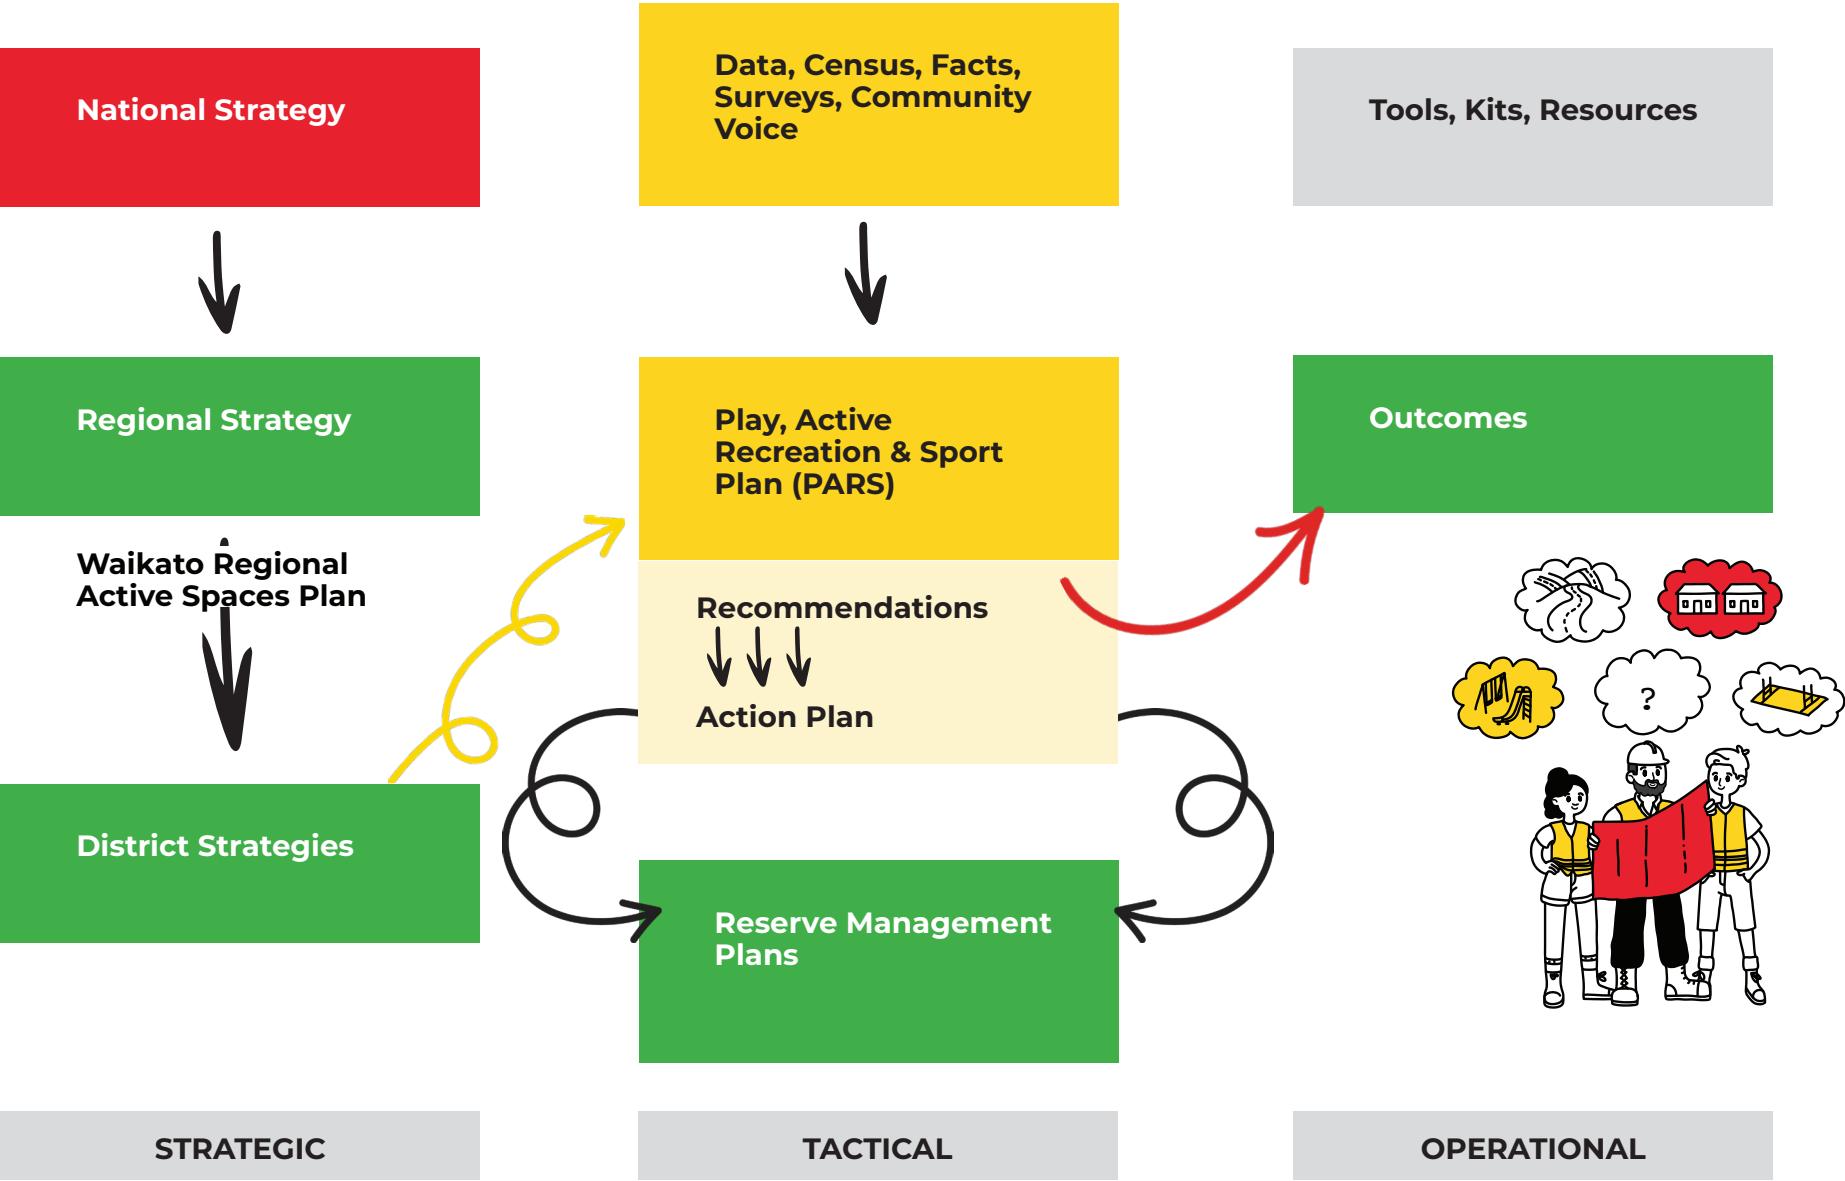 National Strategy
Data, Census, Facts,
Surveys, Community
Voice
Tools, Kits, Resources
Regional Strategy
Play, Active
Recreation & Sport
Plan (PARS)
Outcomes
Waikato Regional
Active Spaces Plan
Recommendations
Action Plan
?
District Strategies
Reserve Management
Plans
STRATEGIC
TACTICAL
OPERATIONAL